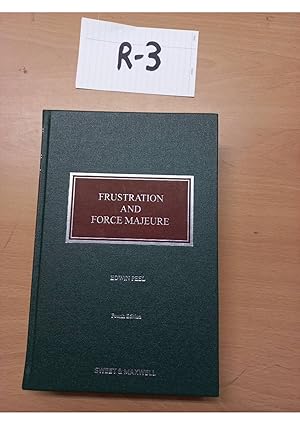 R-3
FRUSTRATION
AND
FORCE MAJEURE
EDWIN PEEL
Fourth Edition
SWEET & MAXWELL